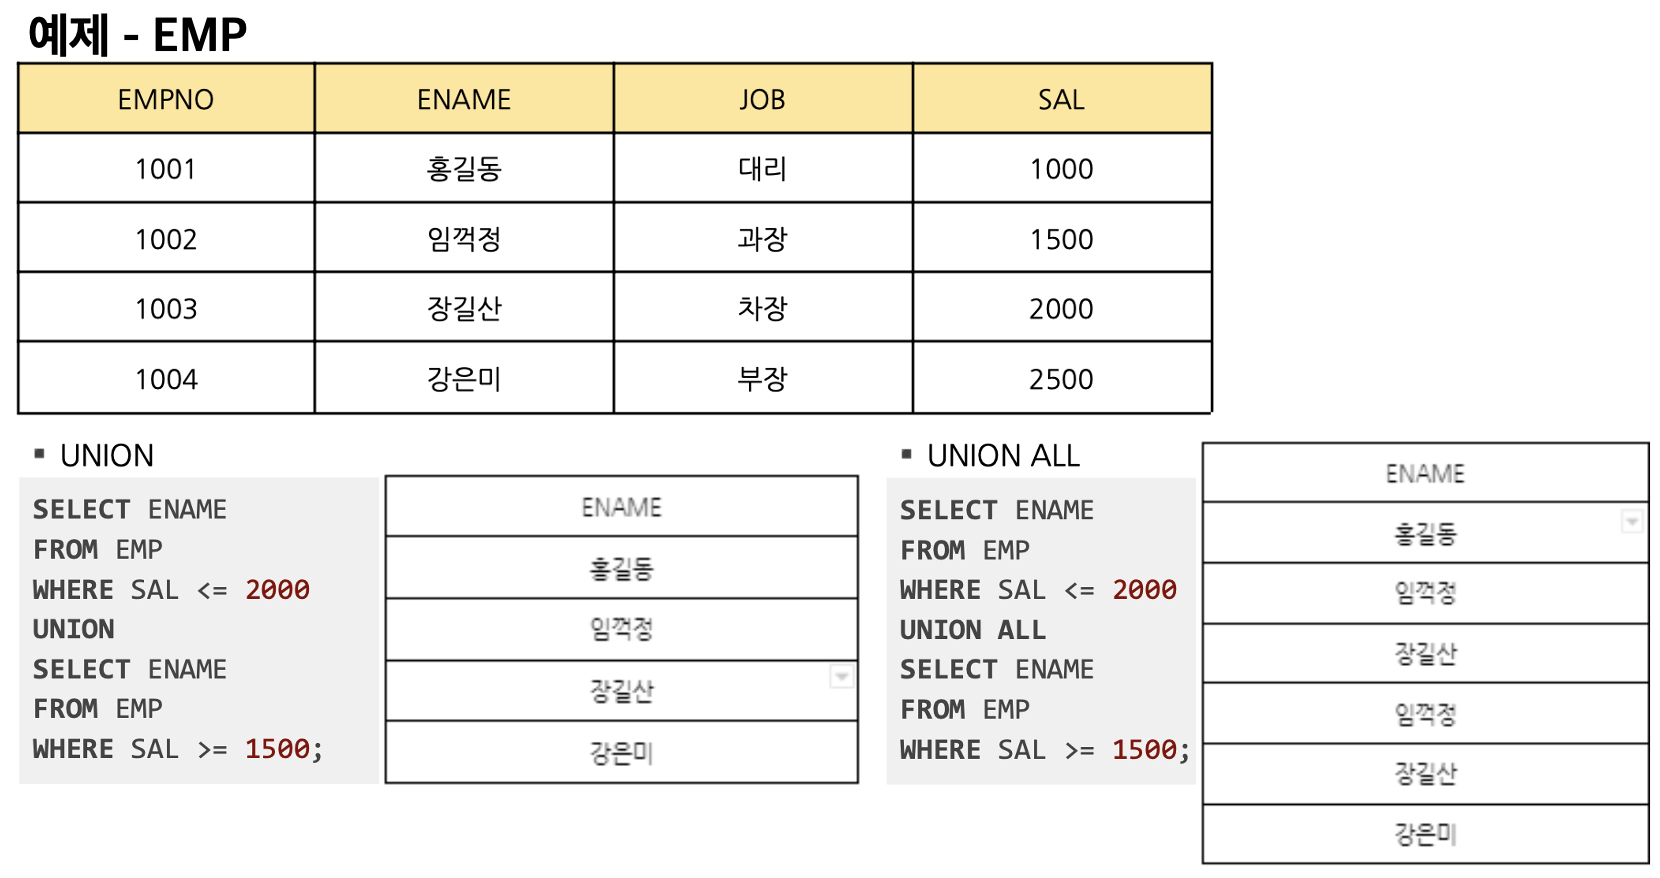 예제 - EMP
EMPNO ENAME JOB SAL
1001 홍길동 대리 1000
1002 임꺽정 과장 1500
1003 장길산 차장 2000
1004 강은미 부장 2500
▪ UNION
SELECT ENAME
FROM EMP
WHERE SAL <= 2000
UNION
SELECT ENAME
FROM EMP
WHERE SAL >= 1500;
ENAME
홍길동
임꺽정
장길산
강은미
▪ UNION ALL
SELECT ENAME
FROM EMP
WHERE SAL <= 2000
UNION ALL
SELECT ENAME
FROM EMP
WHERE SAL >= 1500;
ENAME
홍길동
임꺽정
장길산
임꺽정
장길산
강은미